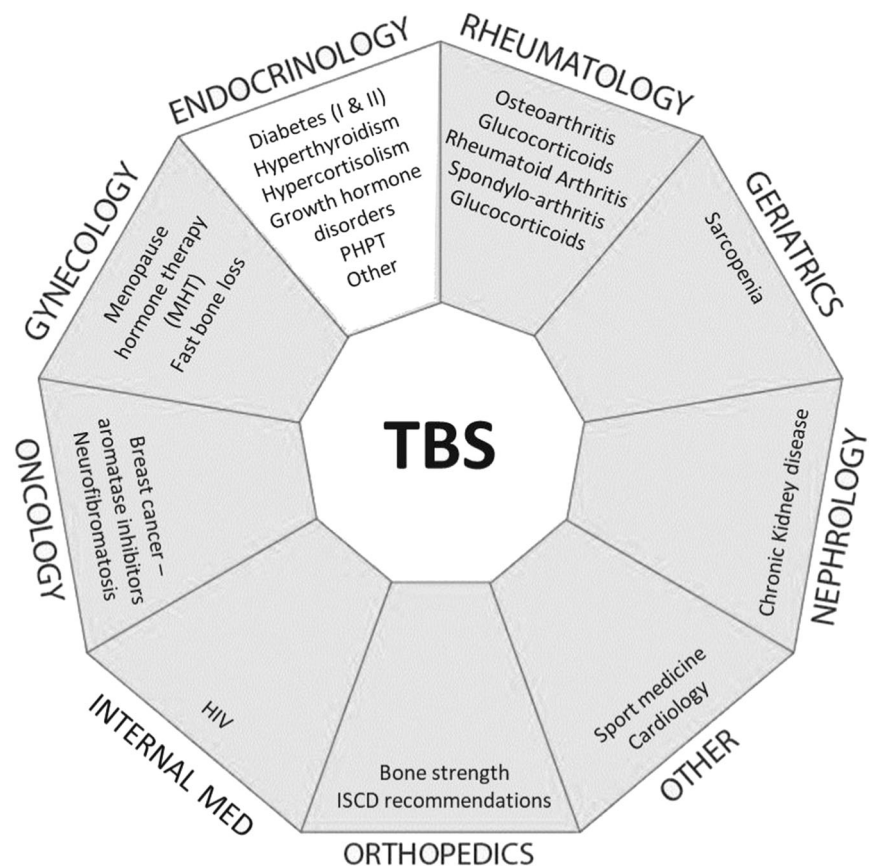 ENDOCRINOLOGY
Diabetes (I & II)
Hyperthyroidism
Hypercortisolism
Growth hormone
disorders
PHPT
Other
RHEUMATOLOGY
Osteoarthritis
Glucocorticoids
Rheumatoid Arthritis
Spondylo-arthritis
Glucocorticoids
GERIATRICS
Sarcopenia
NEPHROLOGY
Chronic Kidney disease
OTHER
Sport medicine
Cardiology
ORTHOPEDICS
Bone strength
ISCD recommendations
INTERNAL MED
HIV
ONCOLOGY
Breast cancer –
aromatase inhibitors
Neurofibromatosis
GYNECOLOGY
Menopause
hormone therapy
(MHT)
Fast bone loss
TBS